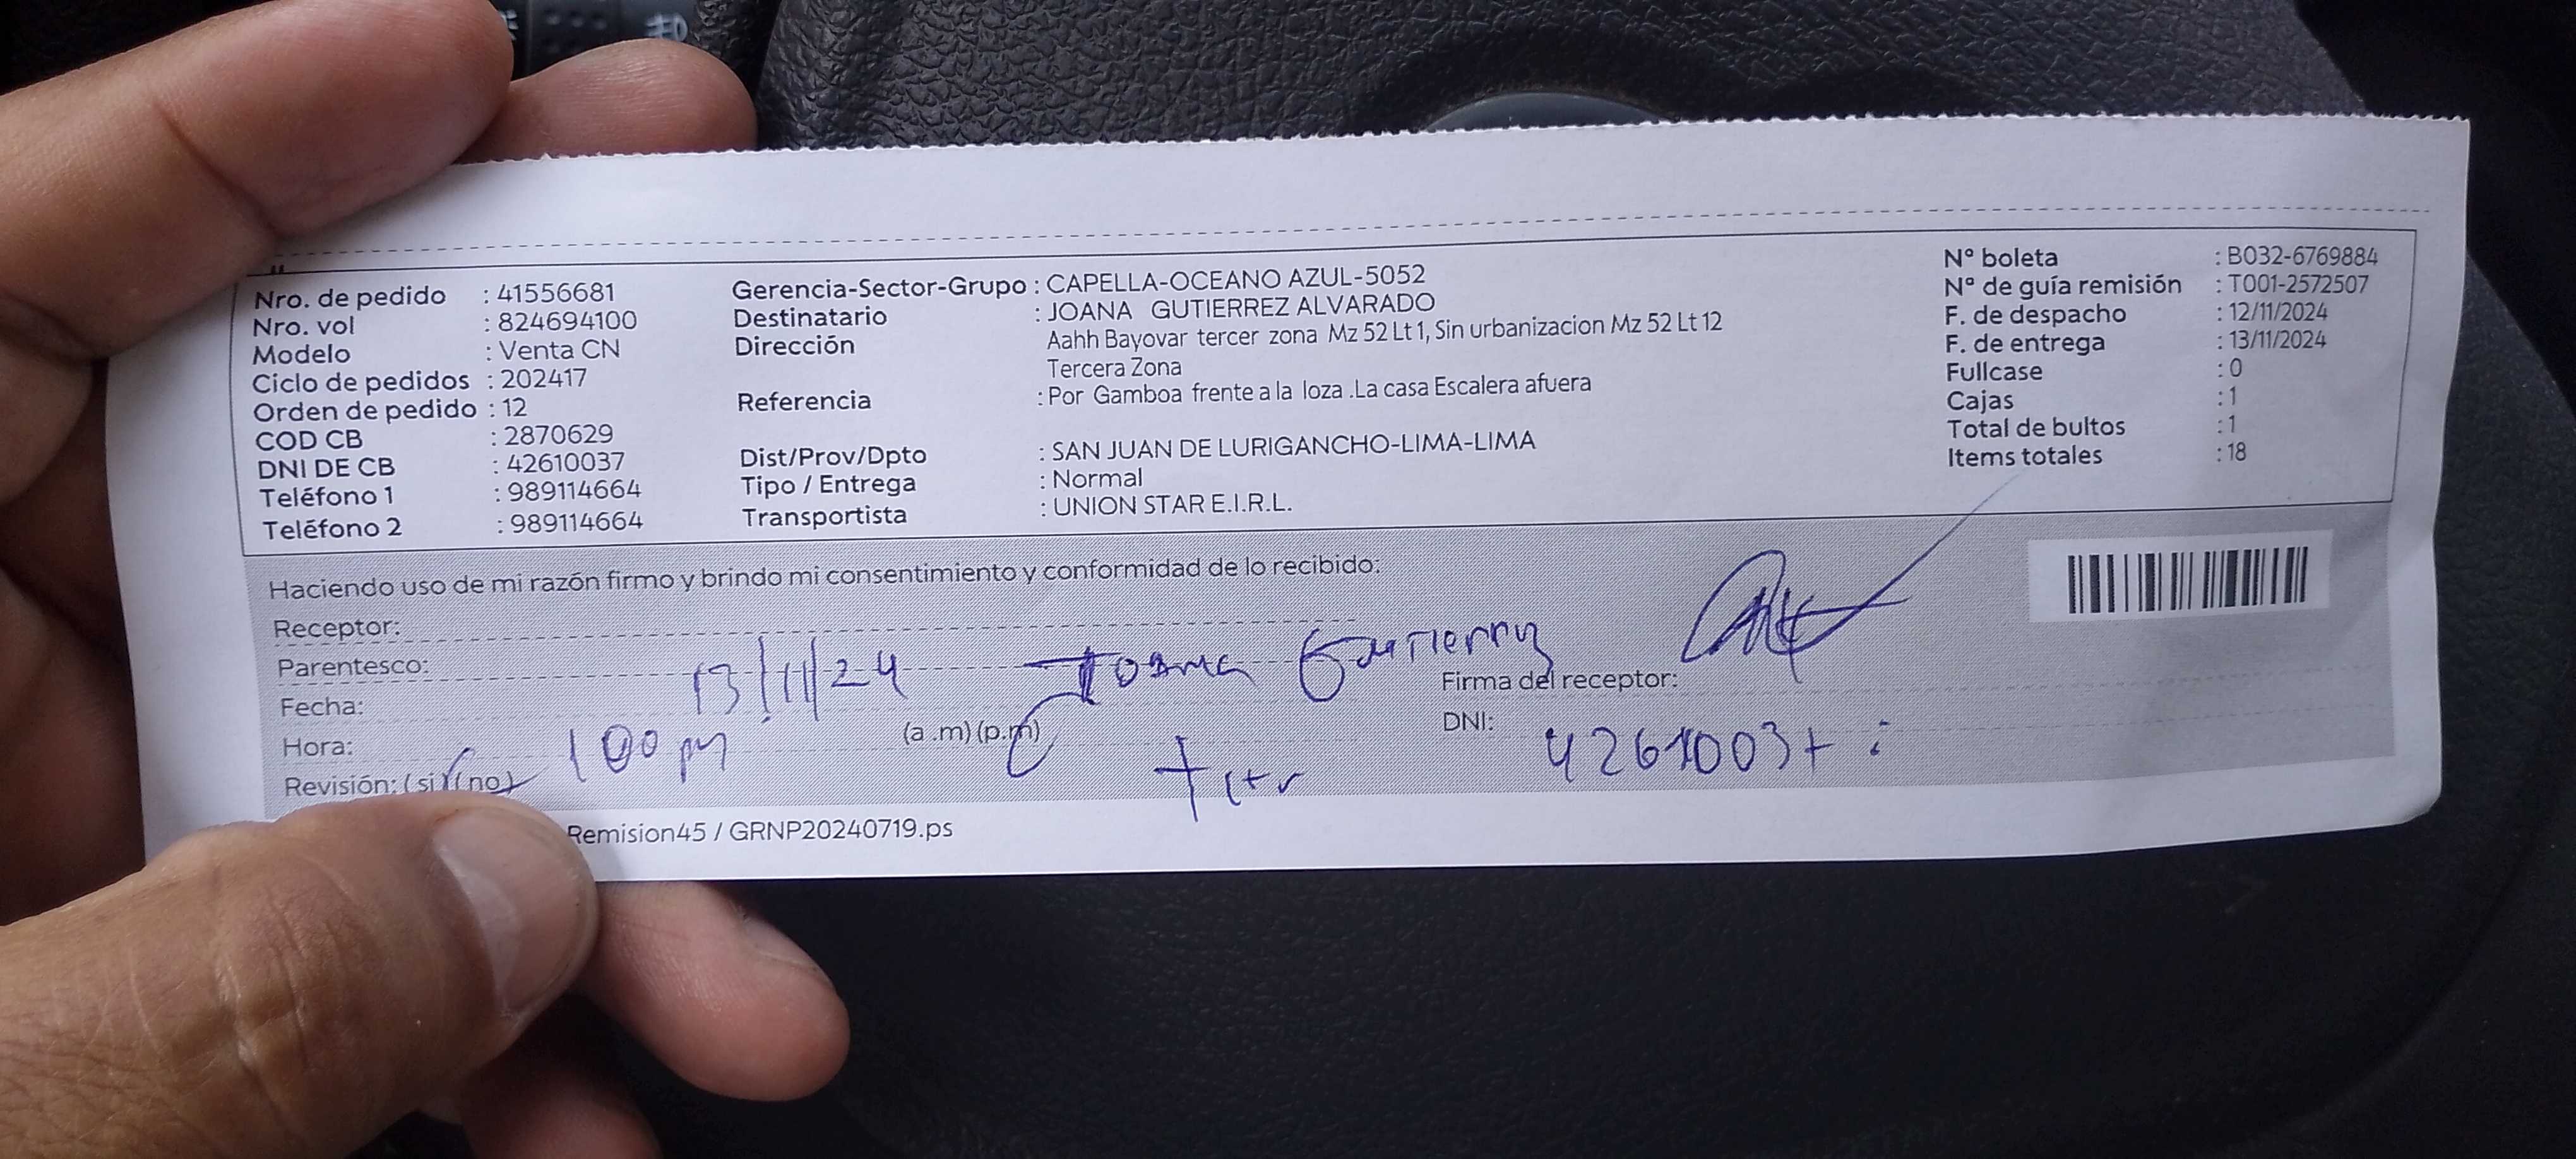 Nro. de pedido : 41556681
Nro. vol : 824694100
Modelo : Venta CN
Ciclo de pedidos : 202417
Orden de pedido : 12
COD CB : 2870629
DNI DE CB : 42610037
Teléfono 1 : 989114664
Teléfono 2 : 989114664
Gerencia-Sector-Grupo : CAPELLA-OCEANO AZUL-5052
Destinatario : JOANA GUTIERREZ ALVARADO
Dirección Aahh Bayovar tercer zona Mz 52 Lt 1, Sin urbanizacion Mz 52 Lt 12
Tercera Zona
Referencia : Por Gamboa frente a la loza .La casa Escalera afuera
Dist/Prov/Dpto : SAN JUAN DE LURIGANCHO-LIMA-LIMA
Tipo / Entrega : Normal
Transportista : UNION STAR E.I.R.L.
Nº boleta : B032-6769884
Nº de guía remisión : T001-2572507
F. de despacho : 12/11/2024
F. de entrega : 13/11/2024
Fullcase : 0
Cajas : 1
Total de bultos : 1
Items totales : 18
Haciendo uso de mi razón firmo y brindo mi consentimiento y conformidad de lo recibido:
Receptor:
Parentesco: Joana
Fecha: 13/11/24
Hora: 100 pm (a .m) (p.m)
Revisión: (si) (no)
Firma del receptor:
DNI: 42610037
Remision45 / GRNP20240719.ps